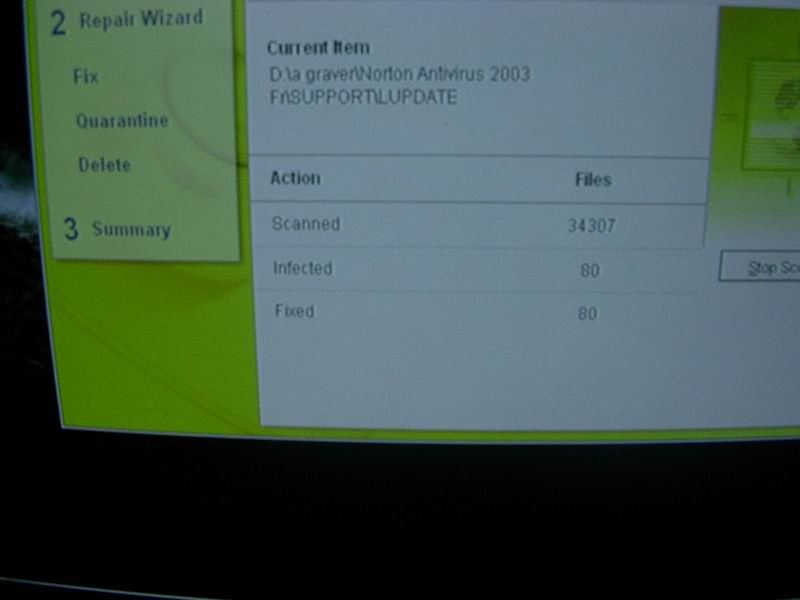 2 Repair Wizard
Fix
Quarantine
Delete
3 Summary
Current Item
D:\a graver\Norton Antivirus 2003
Fr\SUPPORT\LUPDATE
Action Files
Scanned 34307
Infected 80
Fixed 80
Stop Sc